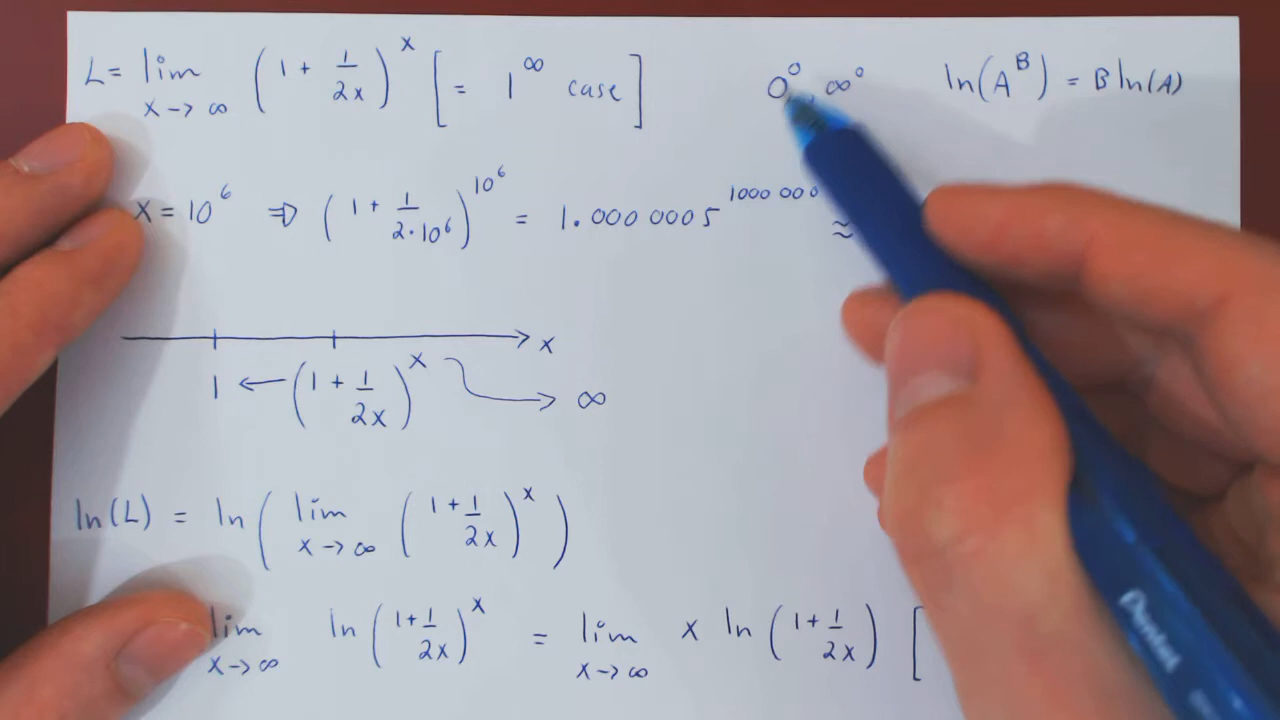 L = lim x→∞ (1 + 1/2x)^x [= 1^∞ case] 0^0, ∞^0 ln(A^B) = B ln(A)
x = 10^6 ⇒ (1 + 1/2·10^6)^10^6 = 1.0000005^1000000 ≈
x
1 ← (1 + 1/2x)^x → ∞
ln(L) = ln( lim x→∞ (1 + 1/2x)^x )
lim x→∞ ln(1 + 1/2x)^x = lim x→∞ x ln(1 + 1/2x) [
Pentel